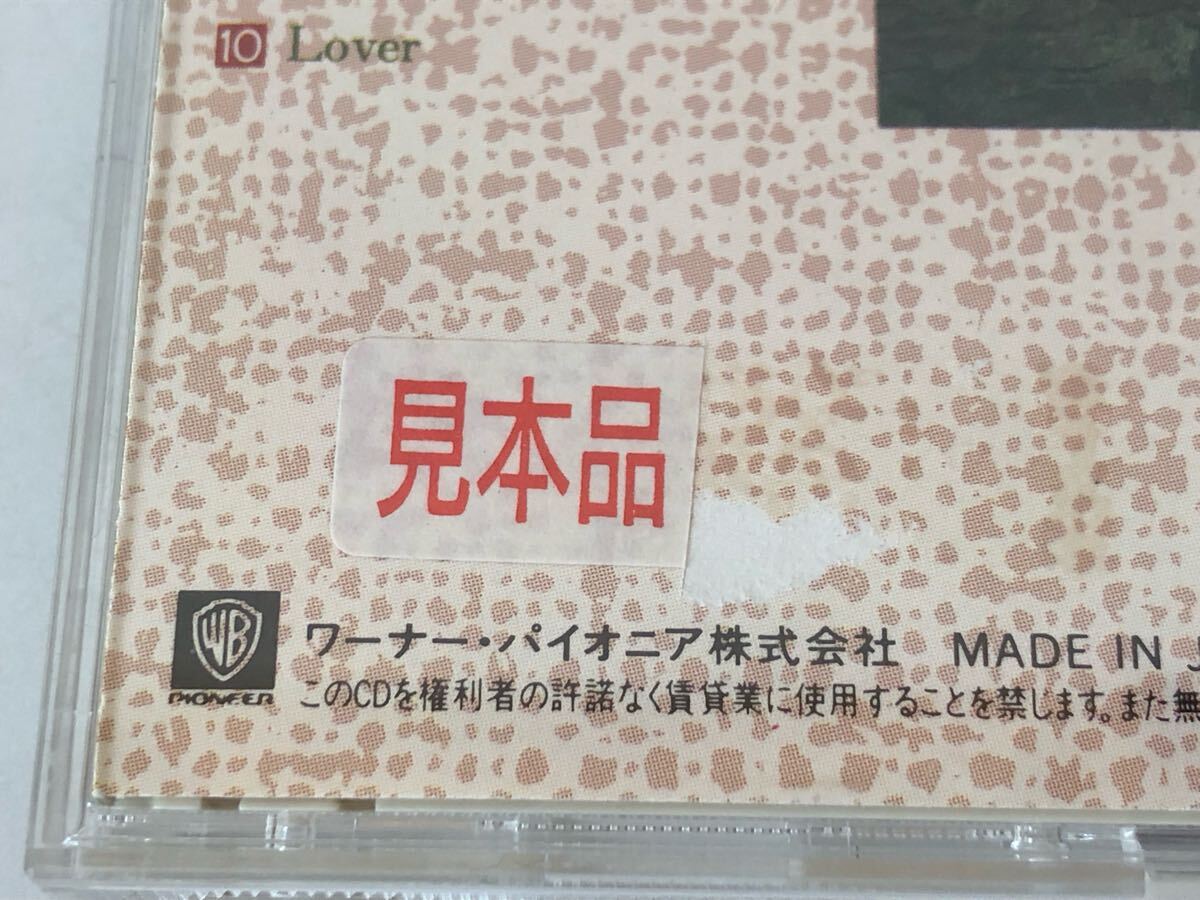 10 Lover
見本品
WB
PIONEER
ワーナー・パイオニア株式会社 MADE IN J
このCDを権利者の許諾なく賃貸業に使用することを禁じます。また無